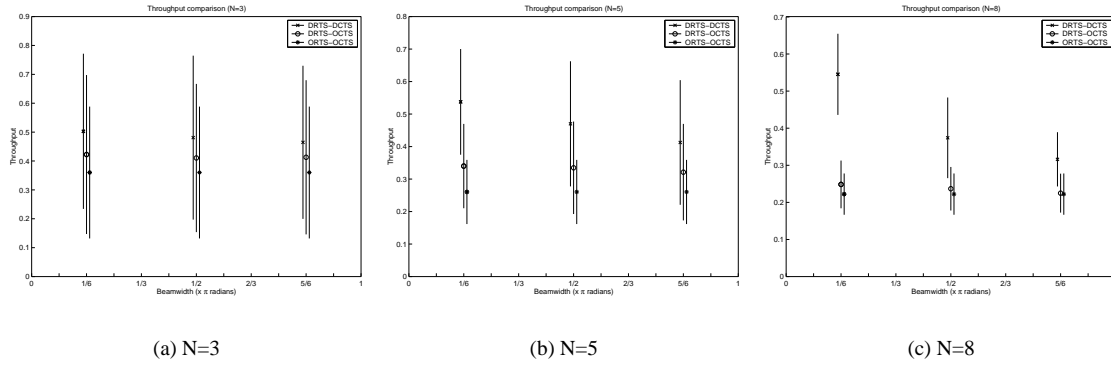 Throughput comparison (N=3)
DRTS−DCTS
DRTS−OCTS
ORTS−OCTS
Throughput
0.9
0.8
0.7
0.6
0.5
0.4
0.3
0.2
0.1
0
0
1/6
1/3
1/2
2/3
5/6
1
Beamwidth (x π radians)
(a) N=3
Throughput comparison (N=5)
DRTS−DCTS
DRTS−OCTS
ORTS−OCTS
Throughput
0.8
0.7
0.6
0.5
0.4
0.3
0.2
0.1
0
0
1/6
1/3
1/2
2/3
5/6
1
Beamwidth (x π radians)
(b) N=5
Throughput comparison (N=8)
DRTS−DCTS
DRTS−OCTS
ORTS−OCTS
Throughput
0.7
0.6
0.5
0.4
0.3
0.2
0.1
0
0
1/6
1/3
1/2
2/3
5/6
Beamwidth (x π radians)
(c) N=8